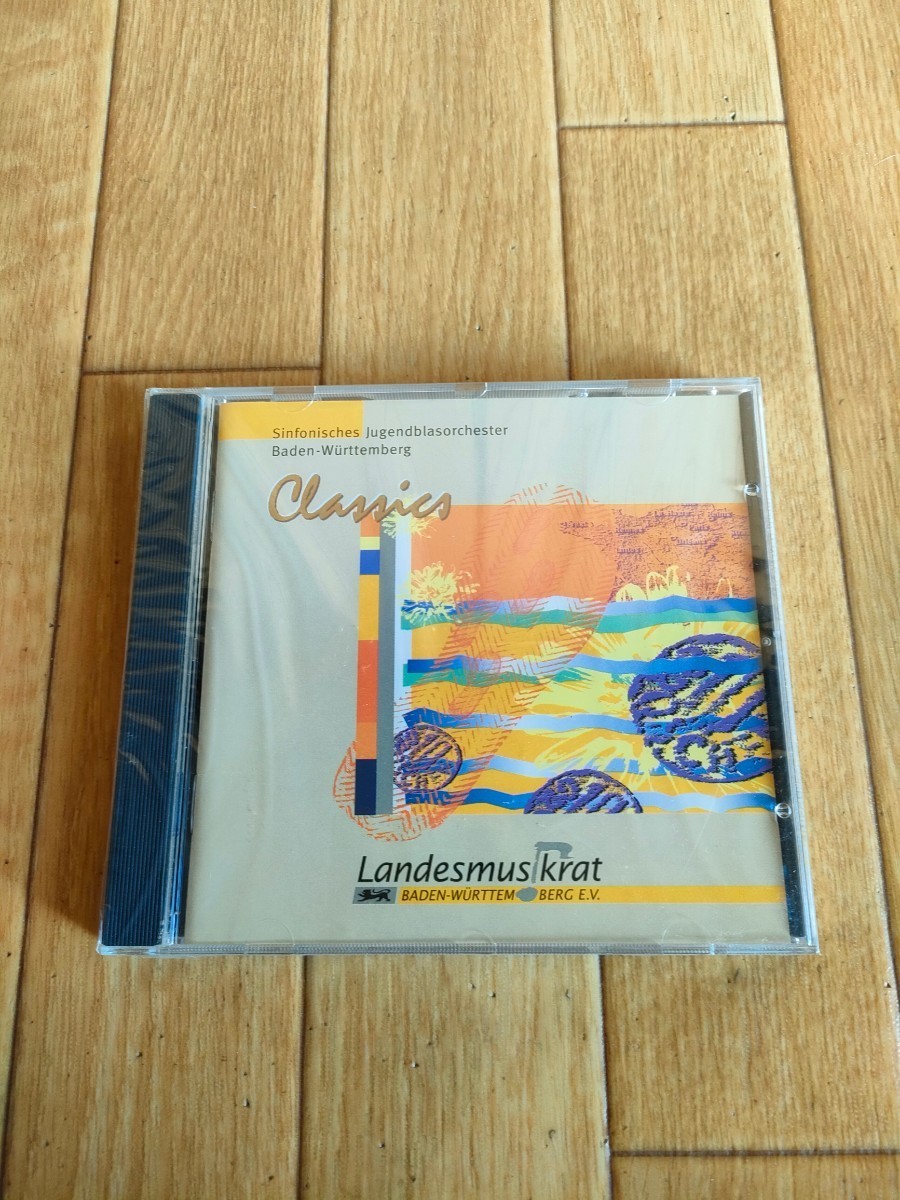 Sinfonisches Jugendblasorchester
Baden-Württemberg
Classics
Landesmusikrat
BADEN-WÜRTTEMBERG E.V.